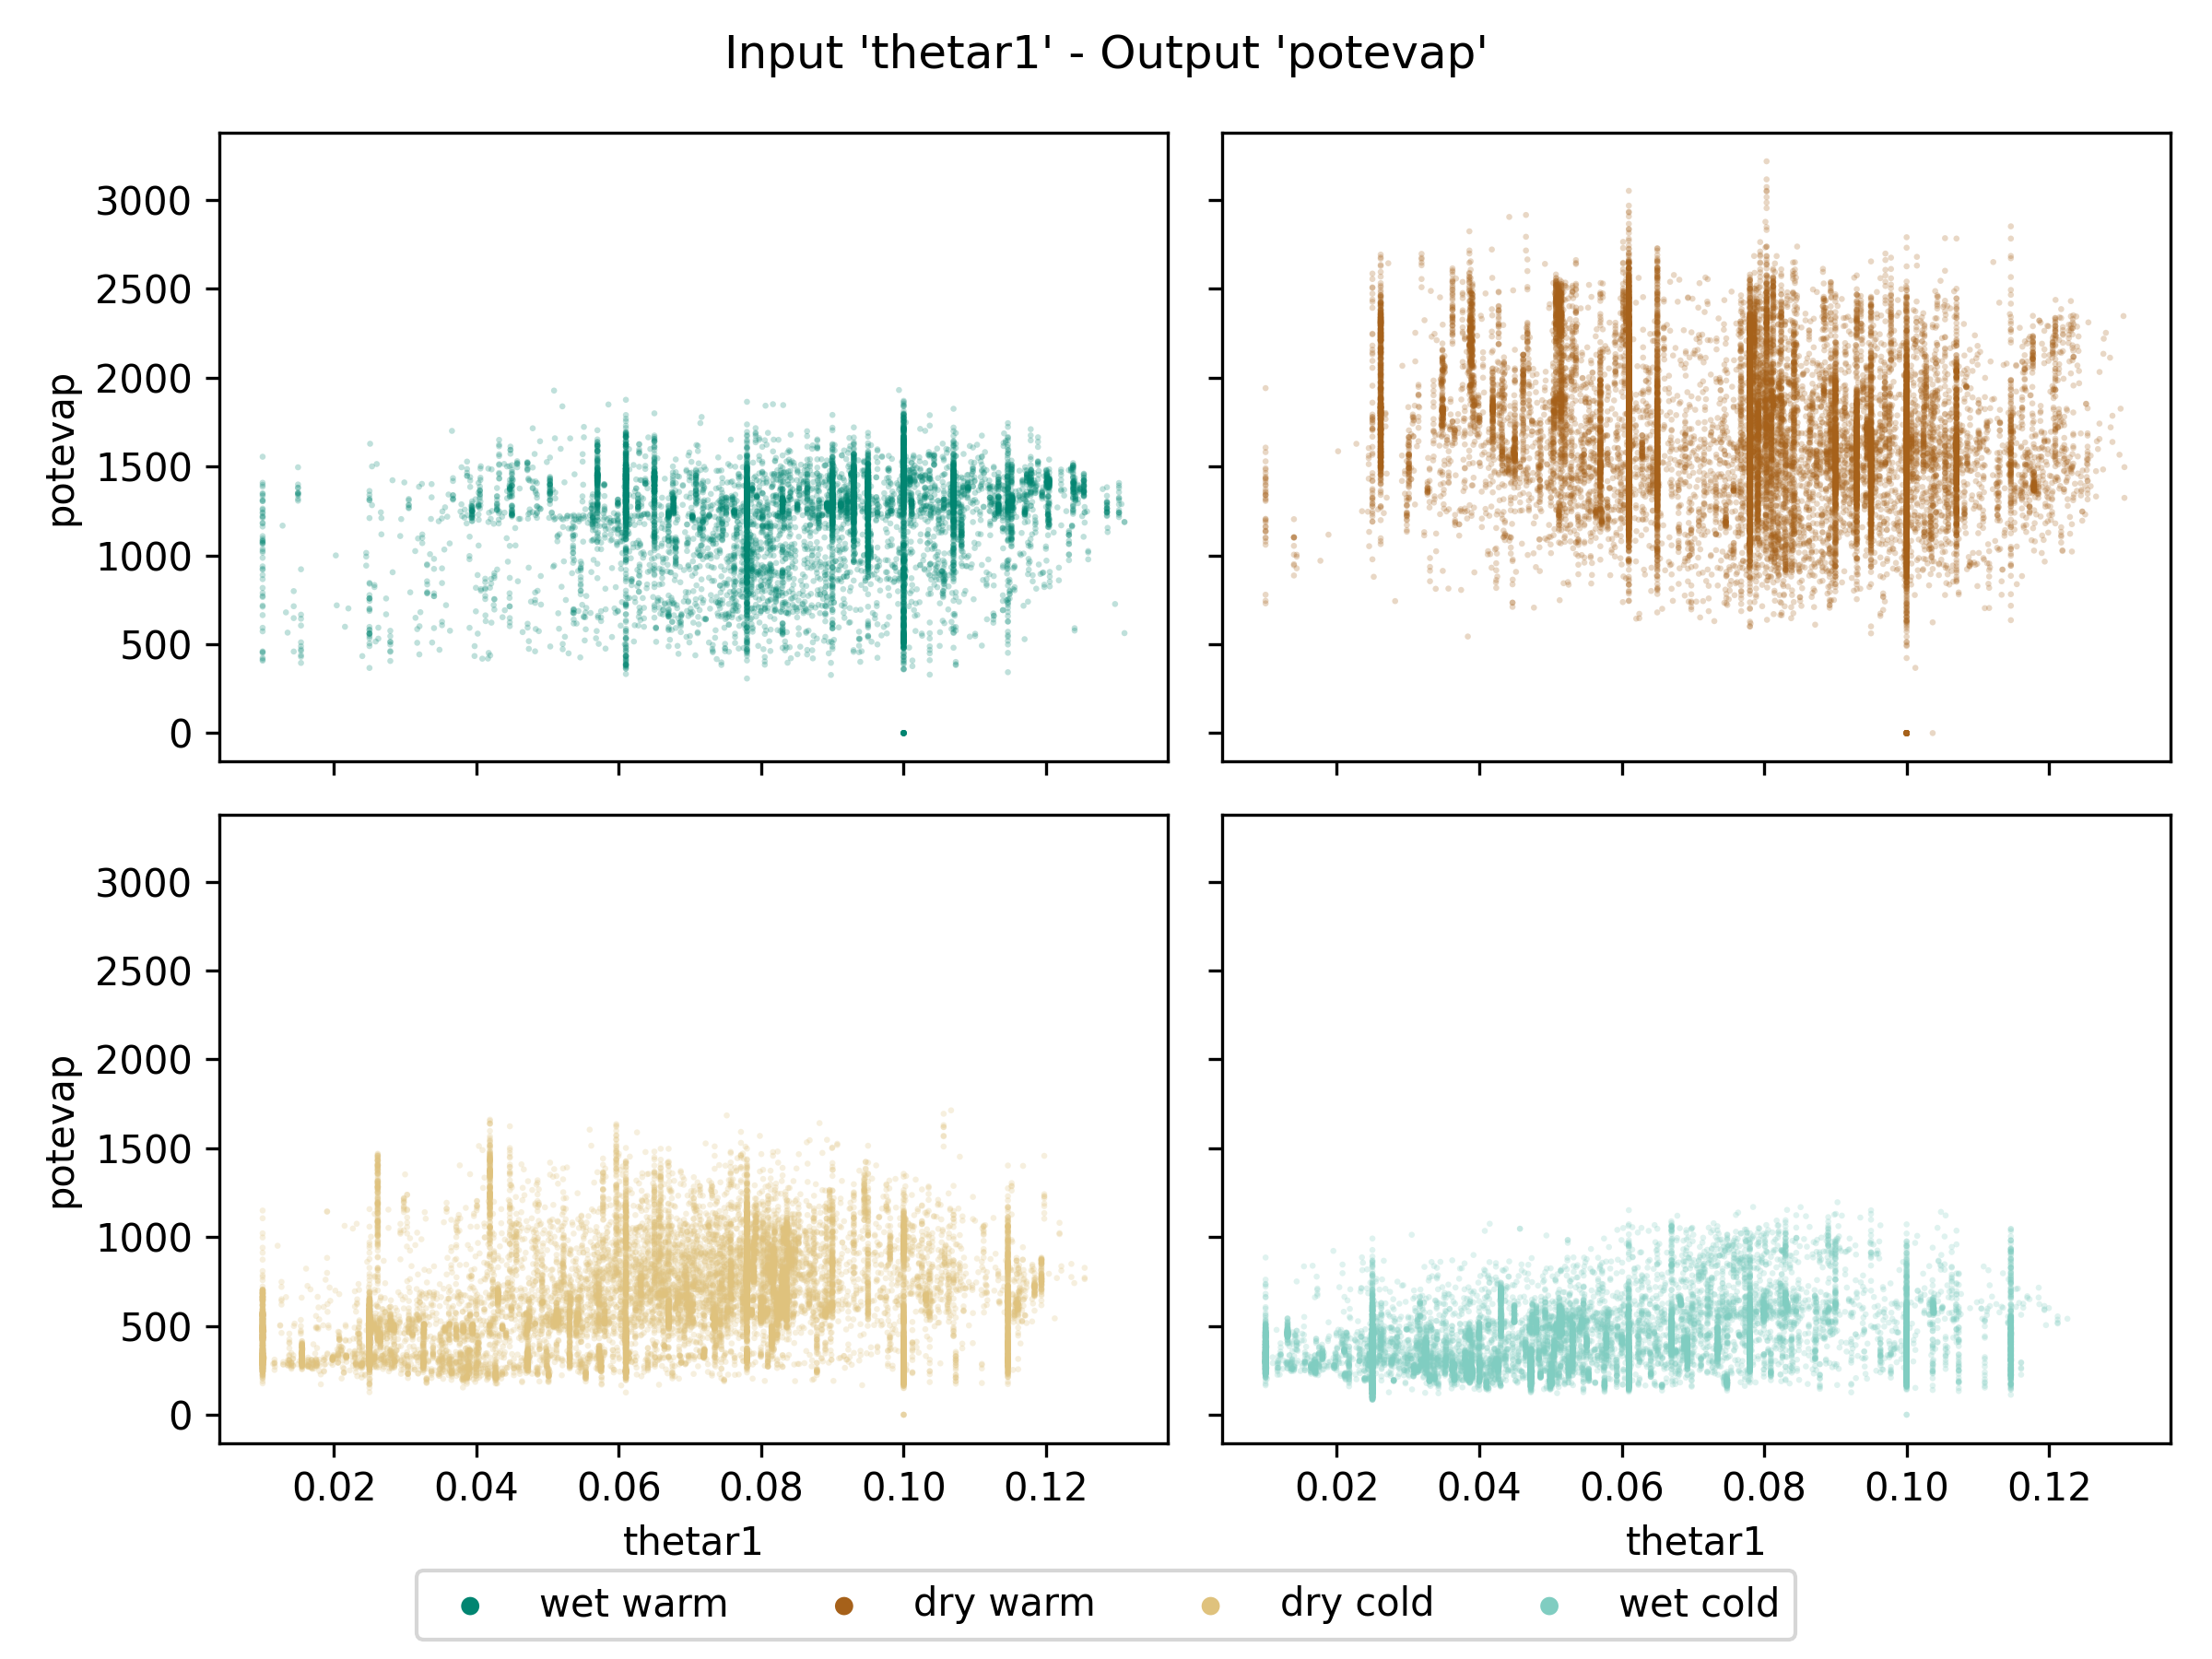 Input 'thetar1' - Output 'potevap'
3000
2500
2000
1500
1000
500
0
potevap
3000
2500
2000
1500
1000
500
0
potevap
0.02 0.04 0.06 0.08 0.10 0.12
0.02 0.04 0.06 0.08 0.10 0.12
thetar1
thetar1
wet warm dry warm dry cold wet cold